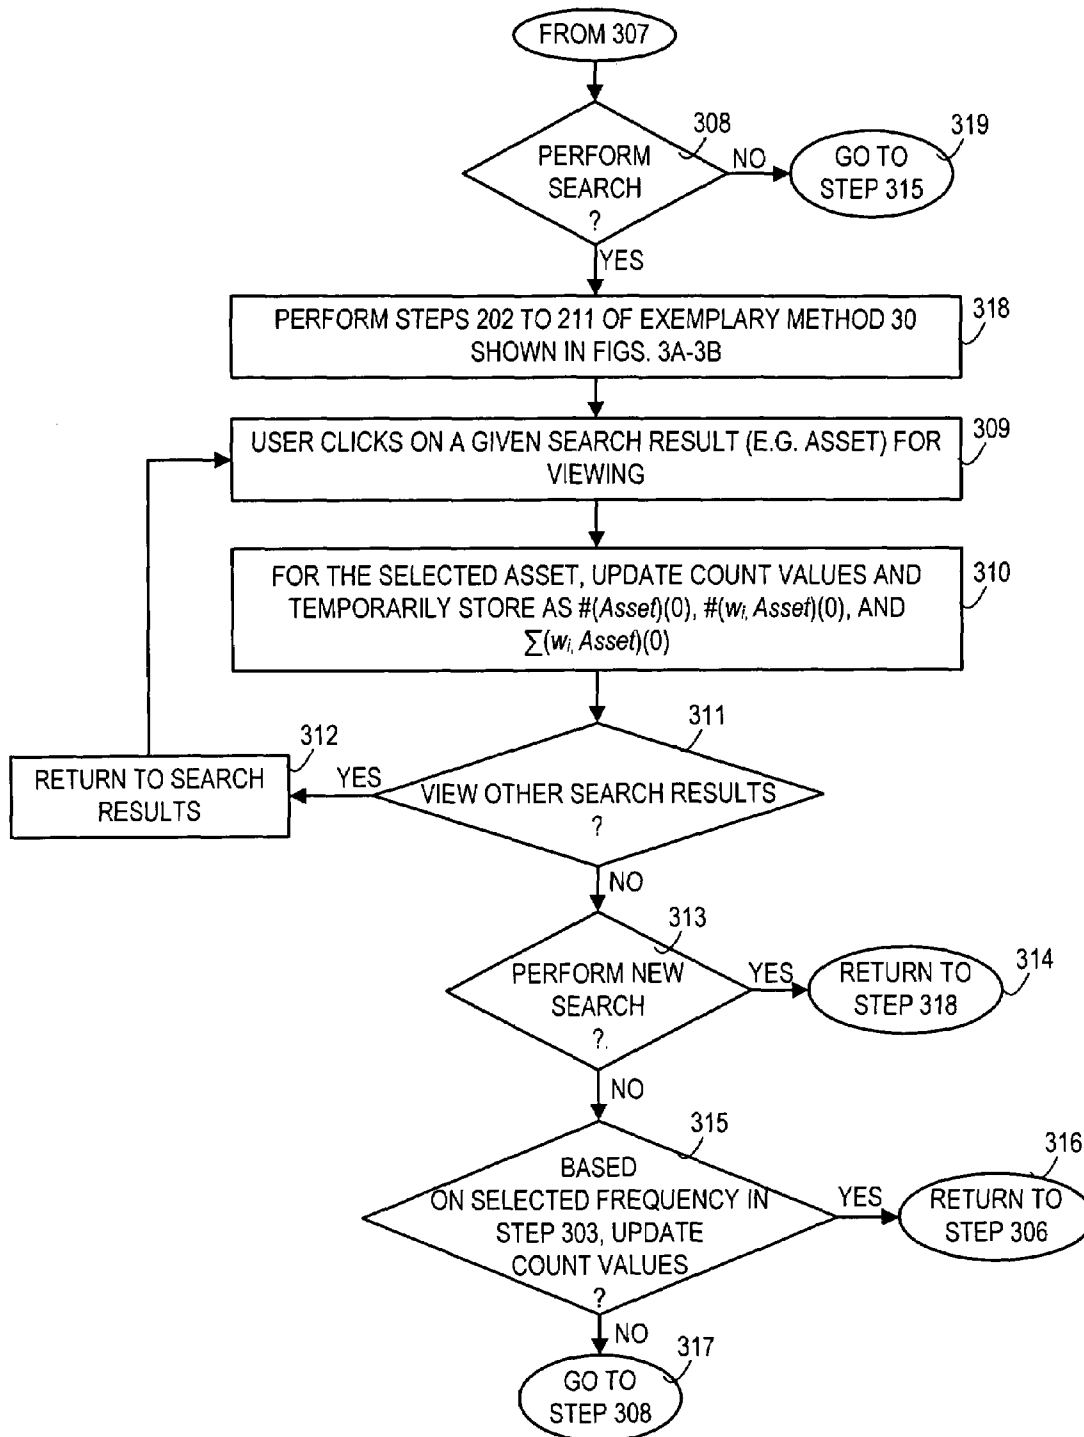 FROM 307
308
PERFORM
SEARCH
?
NO
319
GO TO
STEP 315
YES
PERFORM STEPS 202 TO 211 OF EXEMPLARY METHOD 30
SHOWN IN FIGS. 3A-3B
318
USER CLICKS ON A GIVEN SEARCH RESULT (E.G. ASSET) FOR
VIEWING
309
FOR THE SELECTED ASSET, UPDATE COUNT VALUES AND
TEMPORARILY STORE AS #(Asset)(0), #(wi, Asset)(0), AND
∑(wi, Asset)(0)
310
311
312
RETURN TO SEARCH
RESULTS
YES
VIEW OTHER SEARCH RESULTS
?
NO
313
PERFORM NEW
SEARCH
?
YES
RETURN TO
STEP 318
314
NO
315
BASED
ON SELECTED FREQUENCY IN
STEP 303, UPDATE
COUNT VALUES
?
YES
316
RETURN TO
STEP 306
NO
317
GO TO
STEP 308